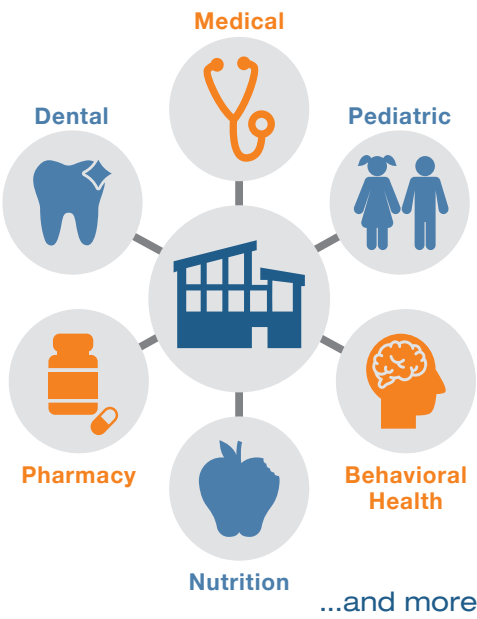 Medical
Dental
Pediatric
Pharmacy
Behavioral
Health
Nutrition
...and more